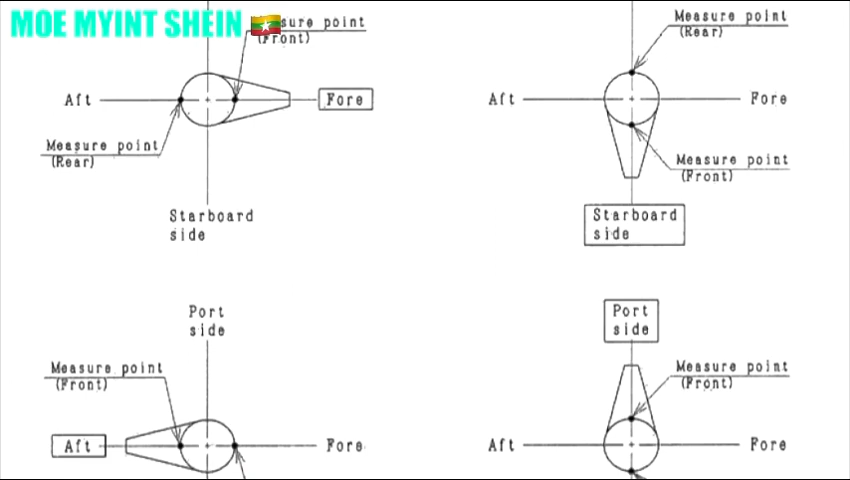 MOE MYINT SHEIN
sure point
(Front)
Aft
Fore
Measure point
(Rear)
Starboard
side
Measure point
(Rear)
Aft
Fore
Measure point
(Front)
Starboard
side
Port
side
Measure point
(Front)
Aft
Fore
Port
side
Measure point
(Front)
Aft
Fore